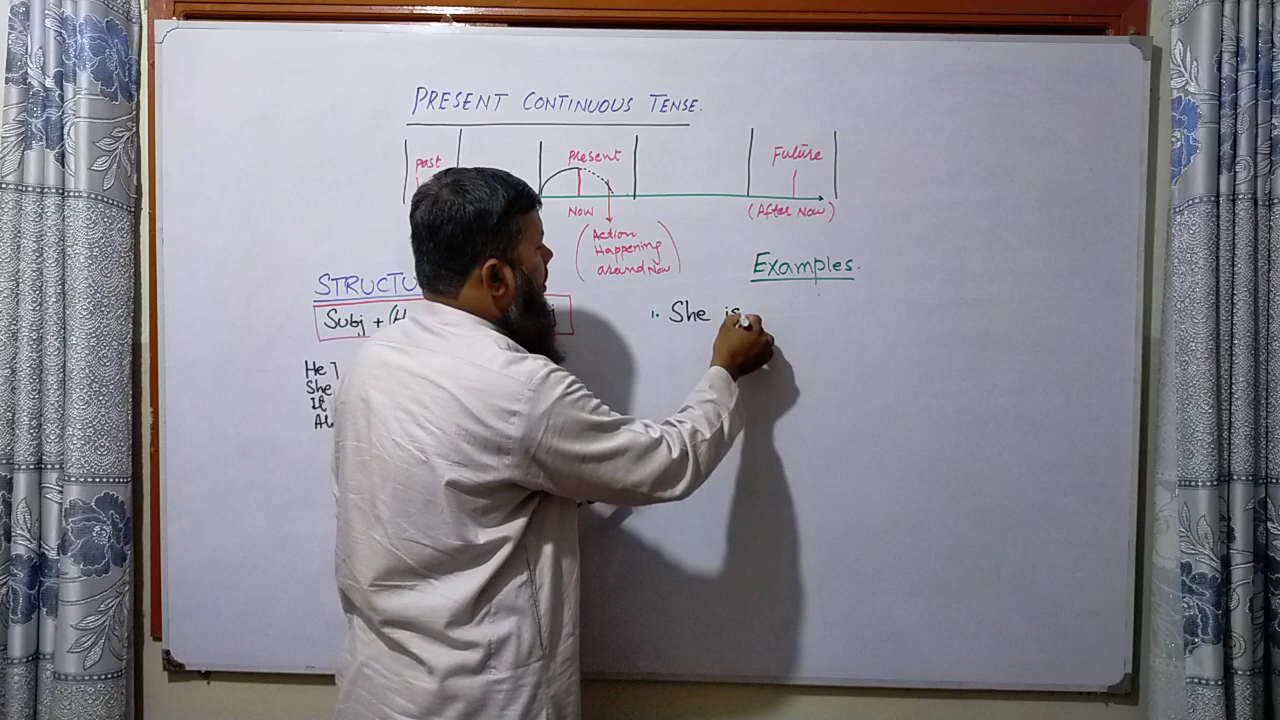 PRESENT CONTINUOUS TENSE.
past
Present
Future
Now
(After Now)
(Action
Happening
around Now)
STRUCTU
Examples.
Subj + (H
1. She is
He
She
It